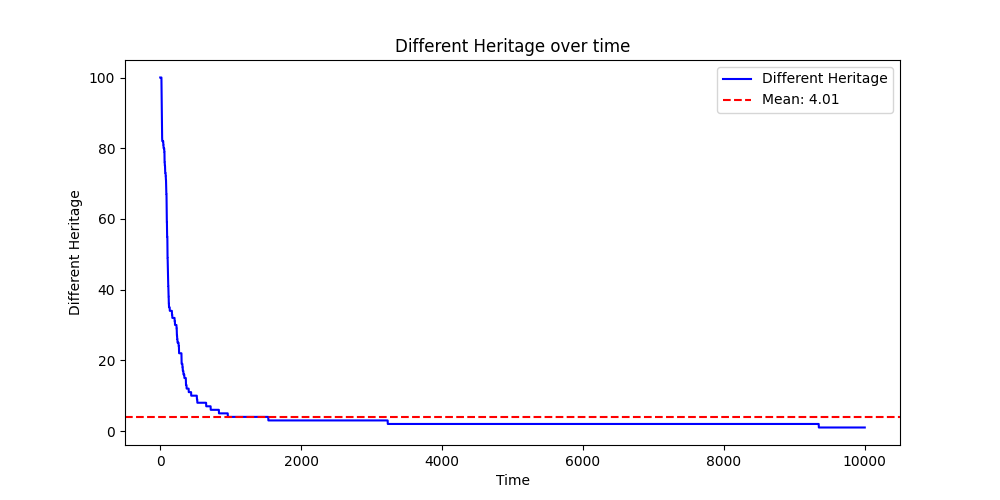 Different Heritage over time
Different Heritage
Mean: 4.01
Different Heritage
100
80
60
40
20
0
0 2000 4000 6000 8000 10000
Time